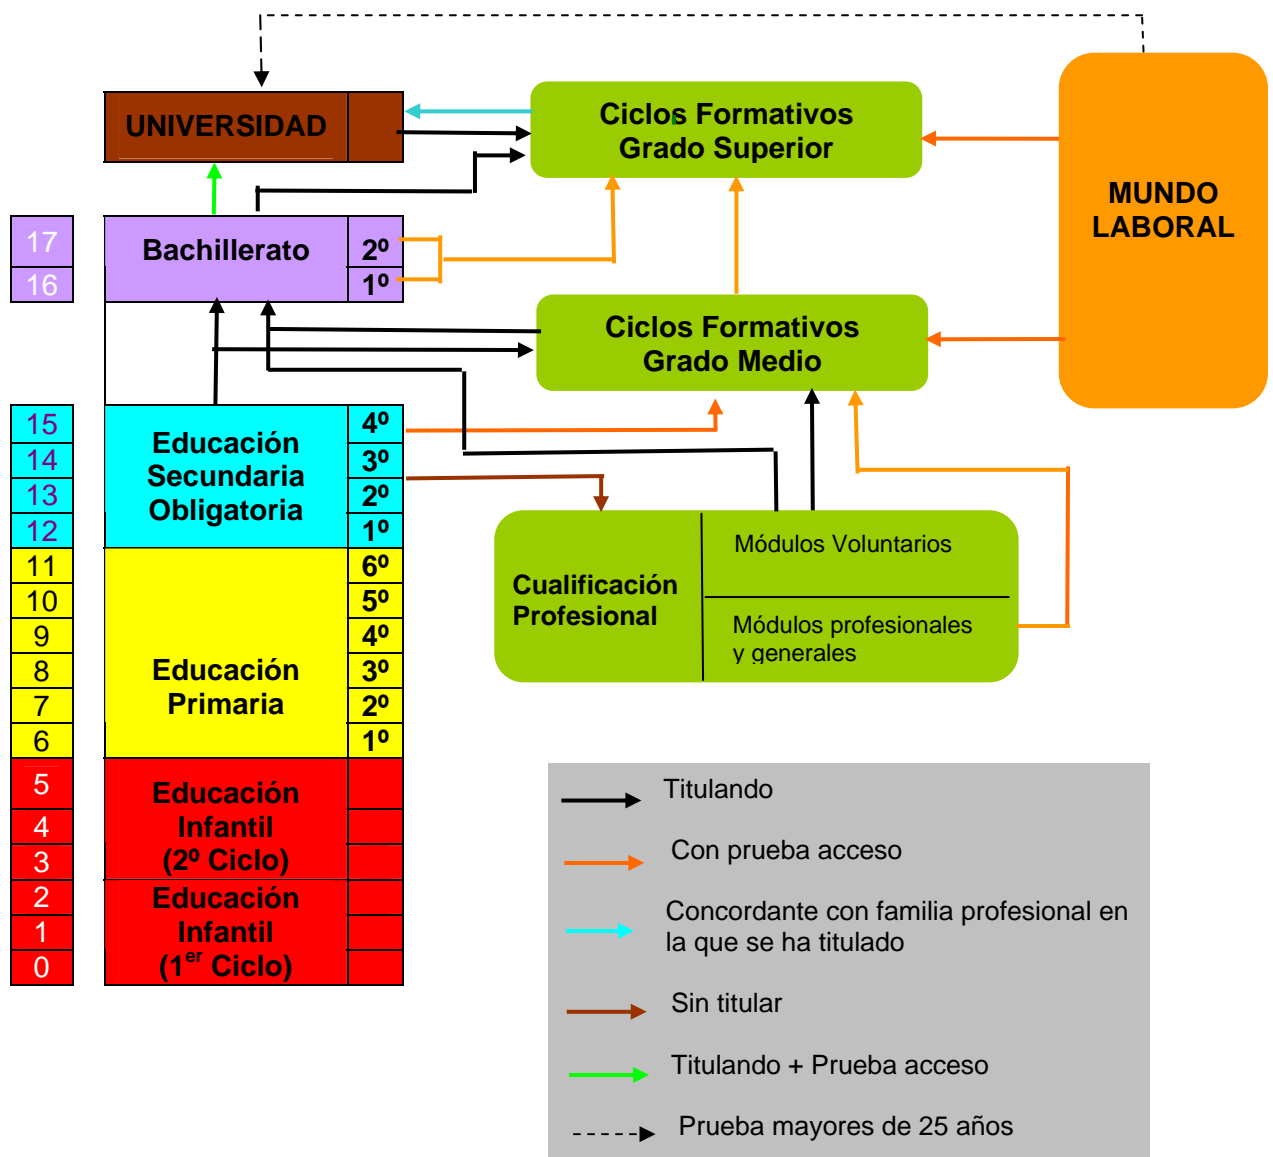 UNIVERSIDAD
Ciclos Formativos
Grado Superior
MUNDO
LABORAL
17
16
Bachillerato
2º
1º
Ciclos Formativos
Grado Medio
15
14
13
12
Educación
Secundaria
Obligatoria
4º
3º
2º
1º
11
10
9
8
7
6
Educación
Primaria
6º
5º
4º
3º
2º
1º
Cualificación
Profesional
Módulos Voluntarios
Módulos profesionales
y generales
5
4
3
Educación
Infantil
(2º Ciclo)
2
1
0
Educación
Infantil
(1er Ciclo)
Titulando
Con prueba acceso
Concordante con familia profesional en
la que se ha titulado
Sin titular
Titulando + Prueba acceso
Prueba mayores de 25 años